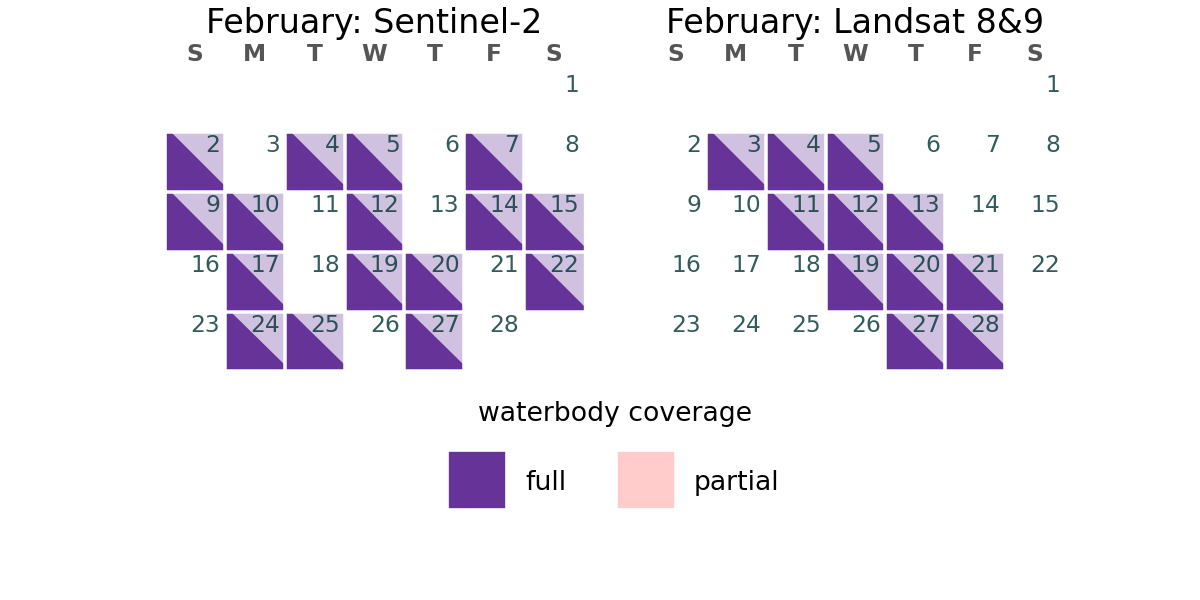 February: Sentinel-2
S M T W T F S
1
2 3 4 5 6 7 8
9 10 11 12 13 14 15
16 17 18 19 20 21 22
23 24 25 26 27 28
February: Landsat 8&9
S M T W T F S
1
2 3 4 5 6 7 8
9 10 11 12 13 14 15
16 17 18 19 20 21 22
23 24 25 26 27 28
waterbody coverage
full partial